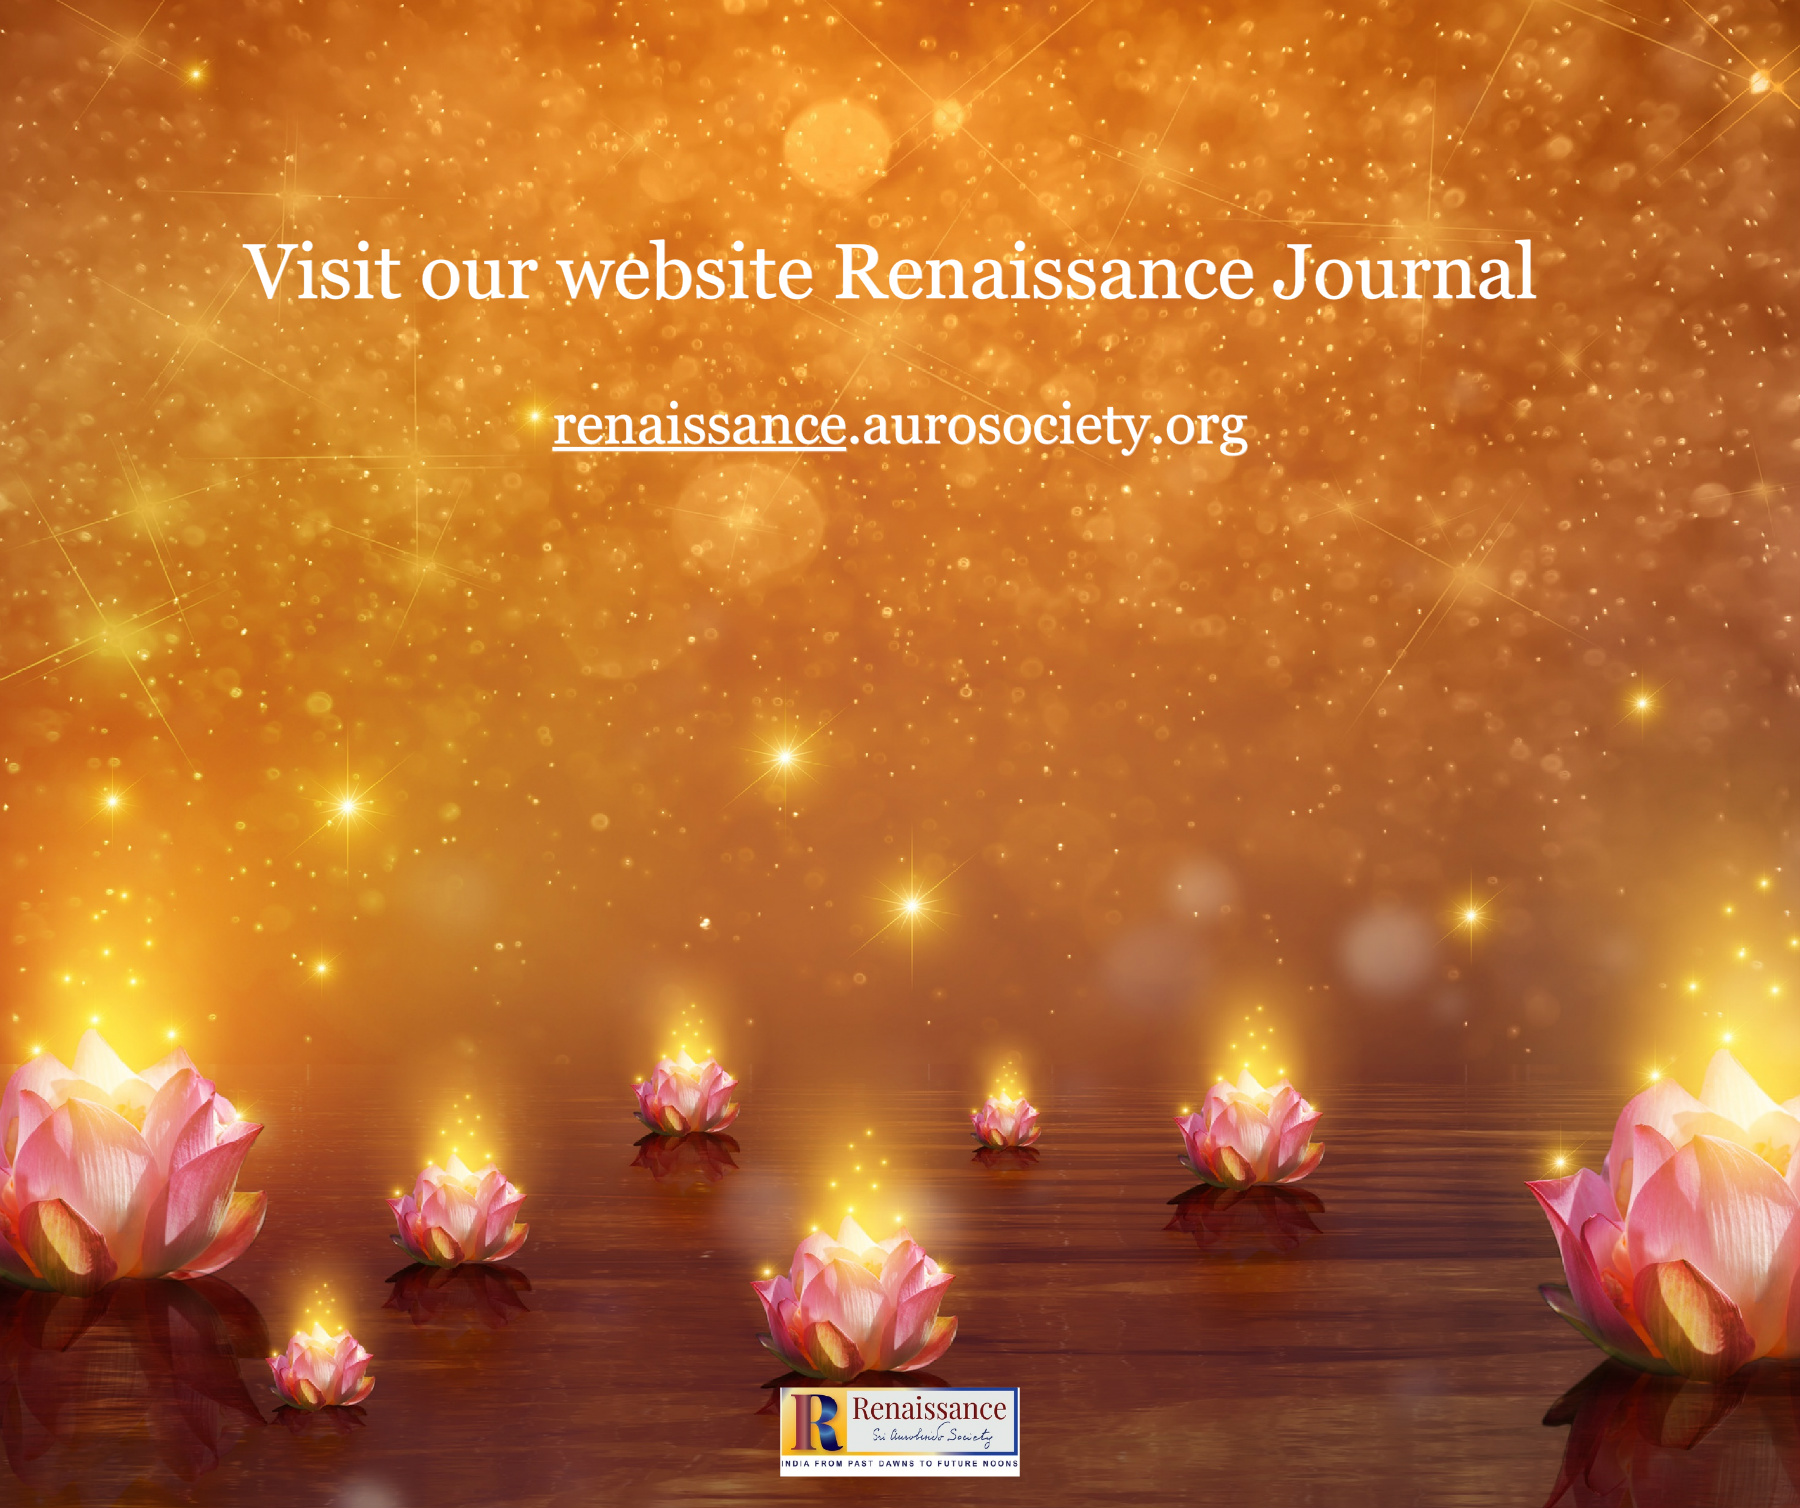 Visit our website Renaissance Journal
renaissance.aurosociety.org
R Renaissance
Sri Aurobindo Society
INDIA FROM PAST DAWNS TO FUTURE NOONS